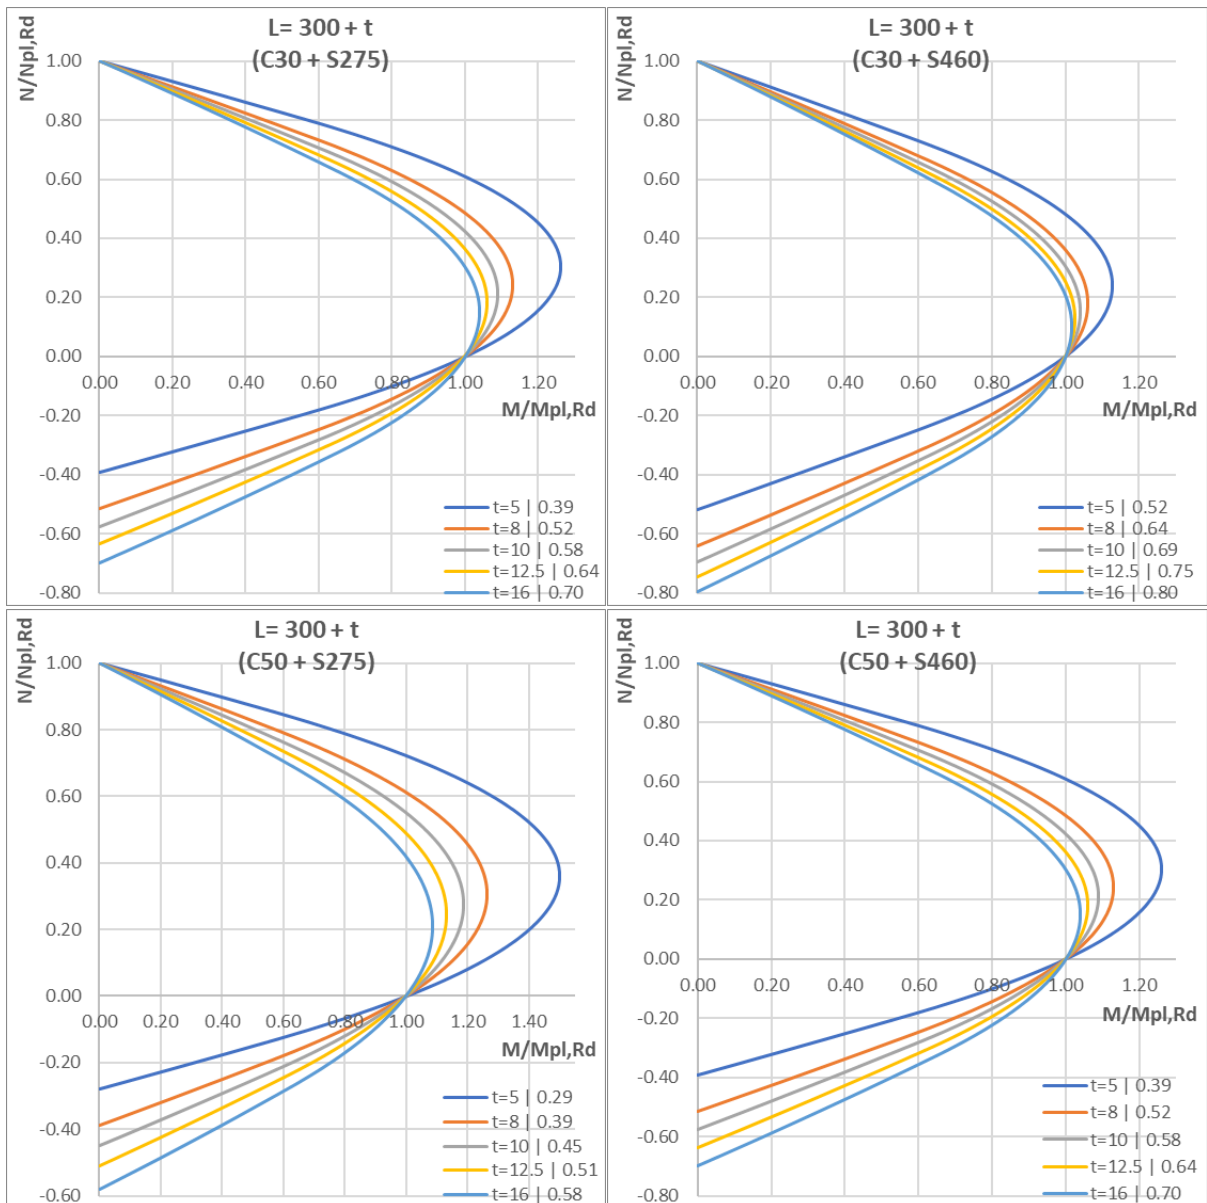 L= 300 + t
(C30 + S275)
N/Npl,Rd
1.00
0.80
0.60
0.40
0.20
0.00
-0.20
-0.40
-0.60
-0.80
0.00 0.20 0.40 0.60 0.80 1.00 1.20
M/Mpl,Rd
t=5 | 0.39
t=8 | 0.52
t=10 | 0.58
t=12.5 | 0.64
t=16 | 0.70
L= 300 + t
(C30 + S460)
N/Npl,Rd
1.00
0.80
0.60
0.40
0.20
0.00
-0.20
-0.40
-0.60
-0.80
0.00 0.20 0.40 0.60 0.80 1.00 1.20
M/Mpl,Rd
t=5 | 0.52
t=8 | 0.64
t=10 | 0.69
t=12.5 | 0.75
t=16 | 0.80
L= 300 + t
(C50 + S275)
N/Npl,Rd
1.00
0.80
0.60
0.40
0.20
0.00
-0.20
-0.40
-0.60
0.00 0.20 0.40 0.60 0.80 1.00 1.20 1.40
M/Mpl,Rd
t=5 | 0.29
t=8 | 0.39
t=10 | 0.45
t=12.5 | 0.51
t=16 | 0.58
L= 300 + t
(C50 + S460)
N/Npl,Rd
1.00
0.80
0.60
0.40
0.20
0.00
-0.20
-0.40
-0.60
-0.80
0.00 0.20 0.40 0.60 0.80 1.00 1.20
M/Mpl,Rd
t=5 | 0.39
t=8 | 0.52
t=10 | 0.58
t=12.5 | 0.64
t=16 | 0.70